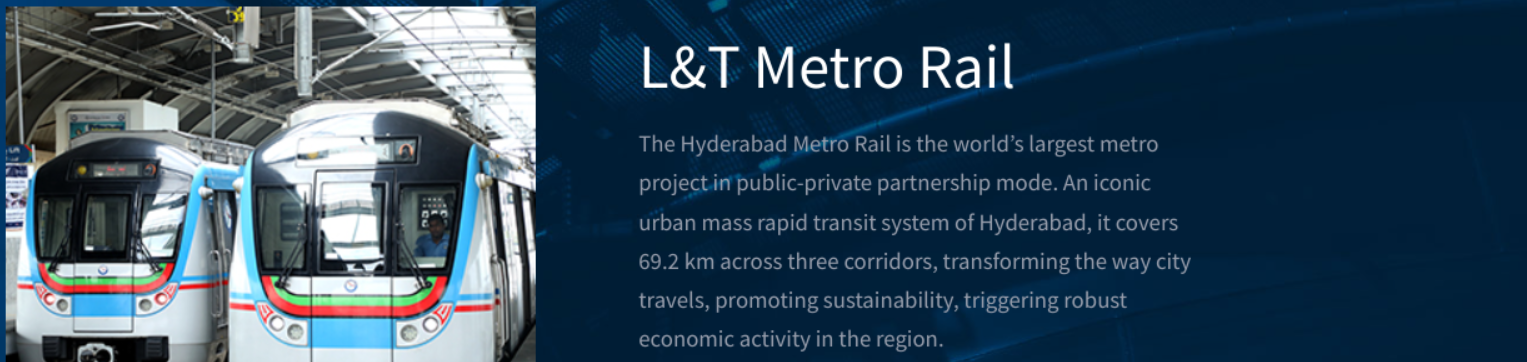 L&T Metro Rail
The Hyderabad Metro Rail is the world’s largest metro
project in public-private partnership mode. An iconic
urban mass rapid transit system of Hyderabad, it covers
69.2 km across three corridors, transforming the way city
travels, promoting sustainability, triggering robust
economic activity in the region.